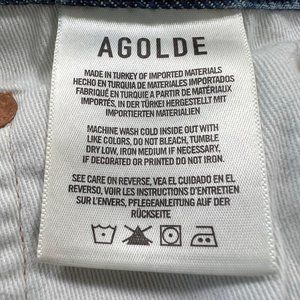 AGOLDE
MADE IN TURKEY OF IMPORTED MATERIALS
HECHO EN TURQUIA DE MATERIALES IMPORTADOS
FABRIQUÉ EN TURQUIE A PARTIR DE MATÉRIAUX
IMPORTÉS, IN DER TÜRKEI HERGESTELLT MIT
IMPORTIERTEN MATERIALIEN
MACHINE WASH COLD INSIDE OUT WITH
LIKE COLORS, DO NOT BLEACH, TUMBLE
DRY LOW, IRON MEDIUM IF NECESSARY,
IF DECORATED OR PRINTED DO NOT IRON.
SEE CARE ON REVERSE, VEA EL CUIDADO EN EL
REVERSO, VOIR LES INSTRUCTIONS D'ENTRETIEN
SUR L'ENVERS, PFLEGEANLEITUNG AUF DER
RÜCKSEITE